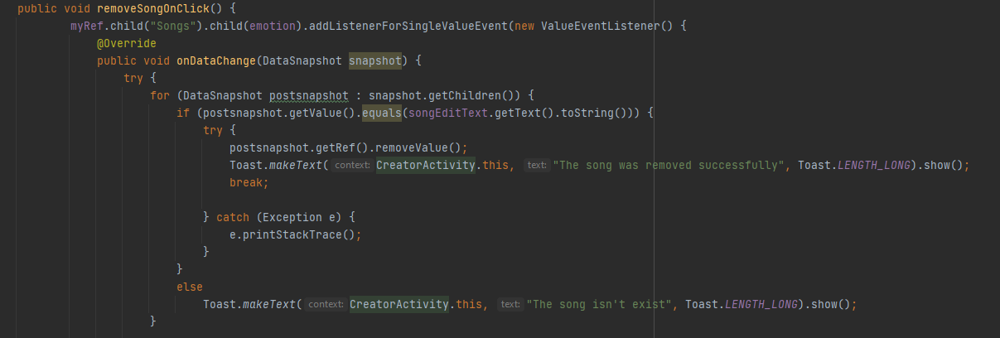 public void removeSongOnClick() {
myRef.child("Songs").child(emotion).addListenerForSingleValueEvent(new ValueEventListener() {
@Override
public void onDataChange(DataSnapshot snapshot) {
try {
for (DataSnapshot postsnapshot : snapshot.getChildren()) {
if (postsnapshot.getValue().equals(songEditText.getText().toString())) {
try {
postsnapshot.getRef().removeValue();
Toast.makeText( context: CreatorActivity.this, text: "The song was removed successfully", Toast.LENGTH_LONG).show();
break;
} catch (Exception e) {
e.printStackTrace();
}
}
else
Toast.makeText( context: CreatorActivity.this, text: "The song isn't exist", Toast.LENGTH_LONG).show();
}